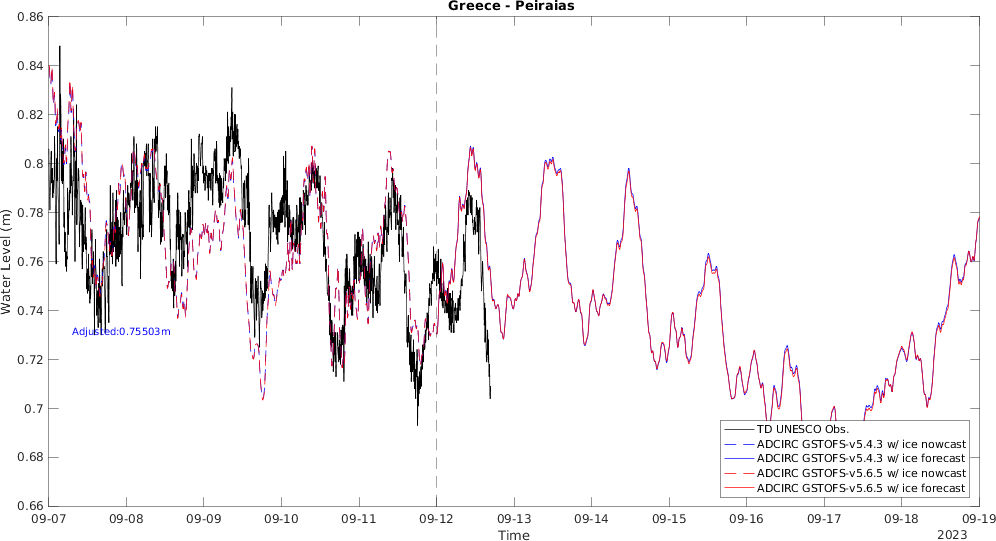 Greece - Peiraias
0.86
0.84
0.82
0.8
0.78
0.76
0.74
0.72
0.7
0.68
0.66
Water Level (m)
Adjusted:0.75503m
TD UNESCO Obs.
ADCIRC GSTOFS-v5.4.3 w/ ice nowcast
ADCIRC GSTOFS-v5.4.3 w/ ice forecast
ADCIRC GSTOFS-v5.6.5 w/ ice nowcast
ADCIRC GSTOFS-v5.6.5 w/ ice forecast
09-07 09-08 09-09 09-10 09-11 09-12 09-13 09-14 09-15 09-16 09-17 09-18 09-19
Time
2023